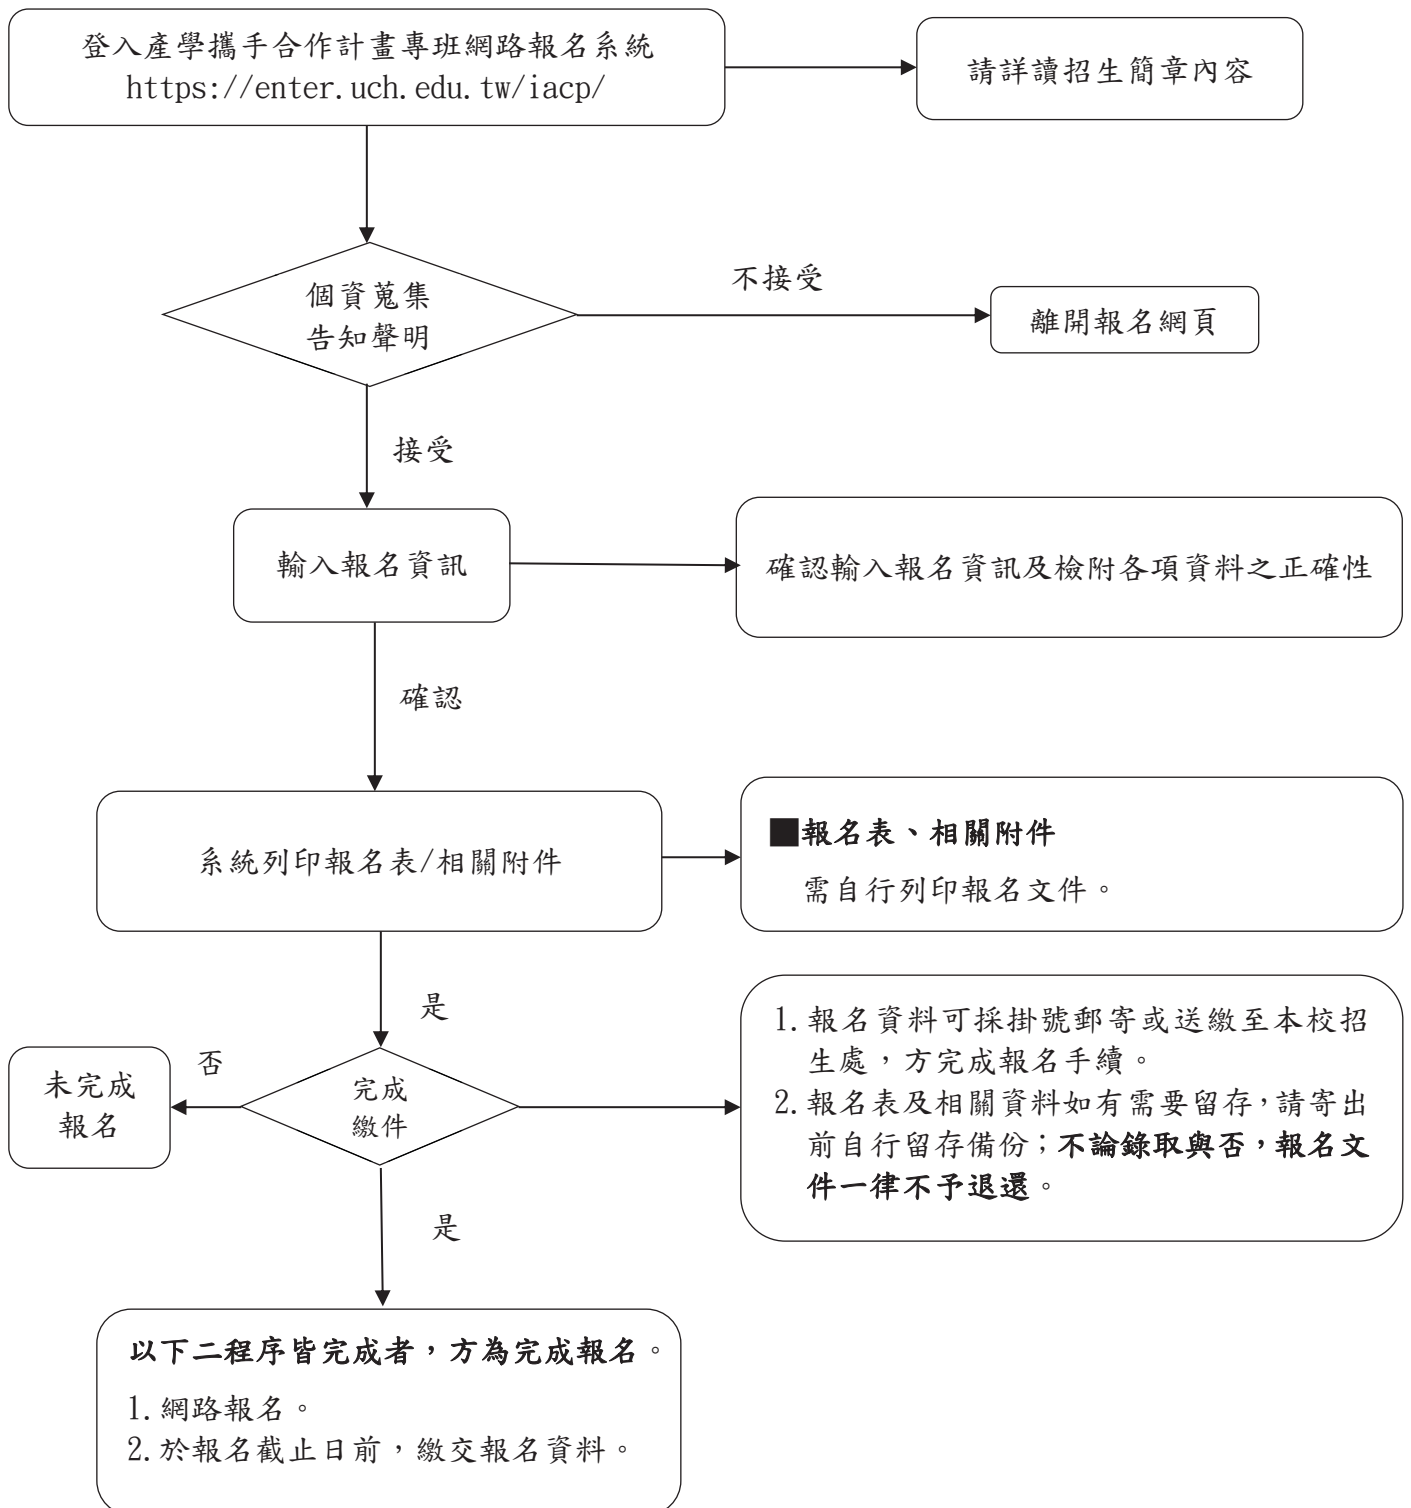 登入產學攜手合作計畫專班網路報名系統
https://enter.uch.edu.tw/iacp/
請詳讀招生簡章內容
個資蒐集
告知聲明
不接受
離開報名網頁
接受
輸入報名資訊
確認輸入報名資訊及檢附各項資料之正確性
確認
系統列印報名表/相關附件
■報名表、相關附件
需自行列印報名文件。
是
否
未完成
報名
完成
繳件
1.報名資料可採掛號郵寄或送繳至本校招
生處，方完成報名手續。
2.報名表及相關資料如有需要留存，請寄出
前自行留存備份；不論錄取與否，報名文
件一律不予退還。
是
以下二程序皆完成者，方為完成報名。
1.網路報名。
2.於報名截止日前，繳交報名資料。